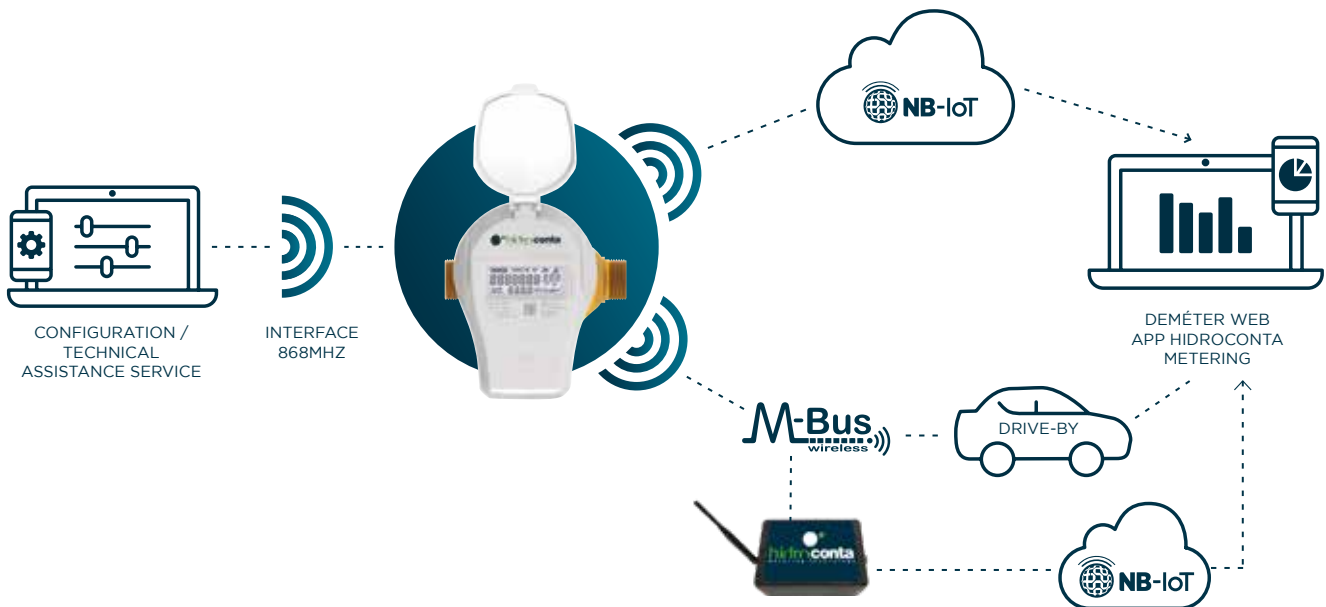 NB-IoT
hidroconta
CONFIGURATION /
TECHNICAL
ASSISTANCE SERVICE
INTERFACE
868MHZ
DEMÉTER WEB
APP HIDROCONTA
METERING
M-Bus
wireless
DRIVE-BY
hidroconta
NB-IoT